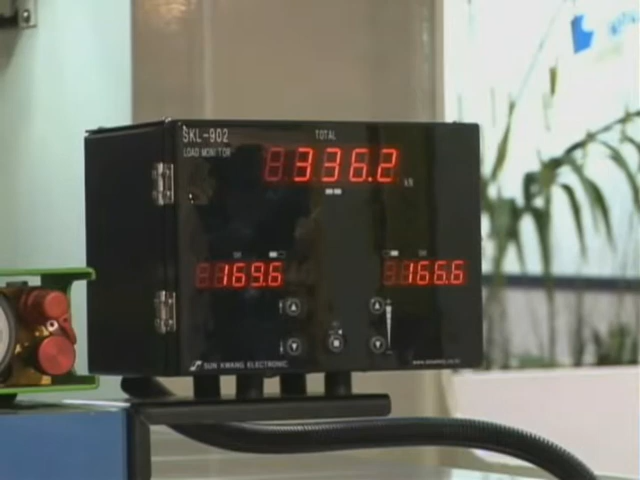 SKL-902
LOAD MONITOR
TOTAL
336.2
169.6
166.6
SUN KWANG ELECTRONIC